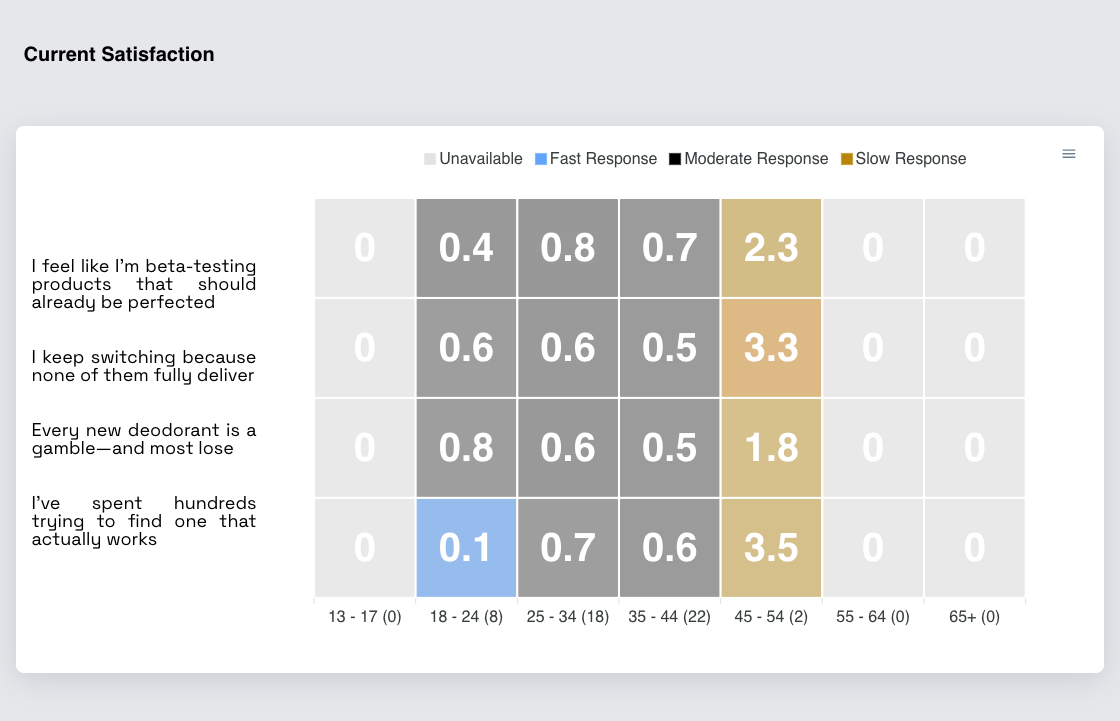 Current Satisfaction
Unavailable Fast Response Moderate Response Slow Response
I feel like I'm beta-testing
products that should
already be perfected
0 0.4 0.8 0.7 2.3 0 0
I keep switching because
none of them fully deliver
0 0.6 0.6 0.5 3.3 0 0
Every new deodorant is a
gamble—and most lose
0 0.8 0.6 0.5 1.8 0 0
I've spent hundreds
trying to find one that
actually works
0 0.1 0.7 0.6 3.5 0 0
13 - 17 (0) 18 - 24 (8) 25 - 34 (18) 35 - 44 (22) 45 - 54 (2) 55 - 64 (0) 65+ (0)